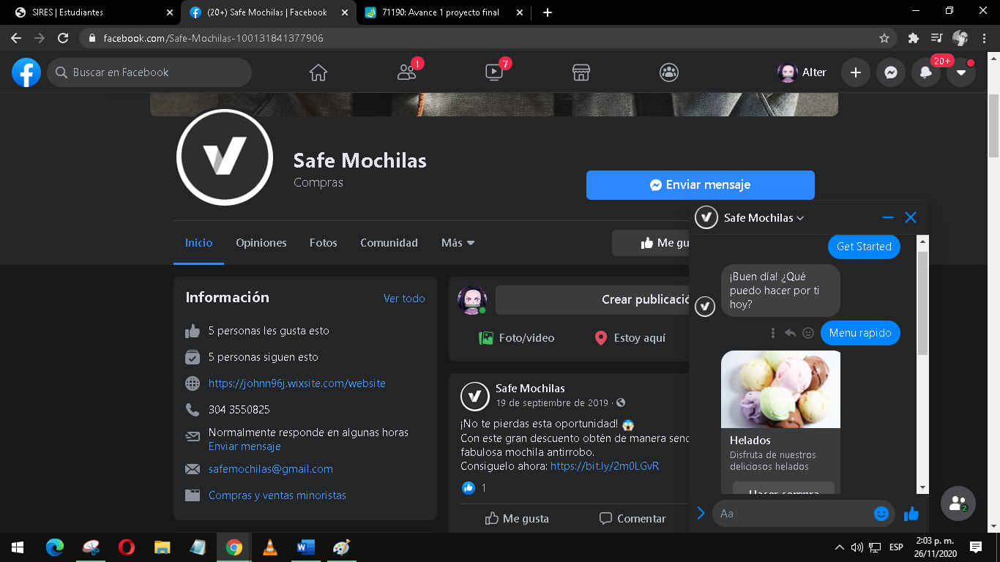 SIRES | Estudiantes
(20+) Safe Mochilas | Facebook
71190: Avance 1 proyecto final
facebook.com/Safe-Mochilas-100131841377906
Buscar en Facebook
1
7
Alter
20+
Safe Mochilas
Compras
Enviar mensaje
Inicio
Opiniones
Fotos
Comunidad
Más
Me gu
Información
Ver todo
5 personas les gusta esto
5 personas siguen esto
https://johnn96j.wixsite.com/website
304 3550825
Normalmente responde en algunas horas
Enviar mensaje
safemochilas@gmail.com
Compras y ventas minoristas
Crear publicació
Foto/video
Estoy aquí
Safe Mochilas
19 de septiembre de 2019 ·
¡No te pierdas esta oportunidad!
Con este gran descuento obtén de manera senc
fabulosa mochila antirrobo.
Consiguelo ahora: https://bit.ly/2m0LGvR
1
Me gusta
Comentar
Safe Mochilas
Get Started
¡Buen día! ¿Qué
puedo hacer por ti
hoy?
Menu rapido
Helados
Disfruta de nuestros
deliciosos helados
Hacer compra
Aa
2
ESP
2:03 p. m.
26/11/2020